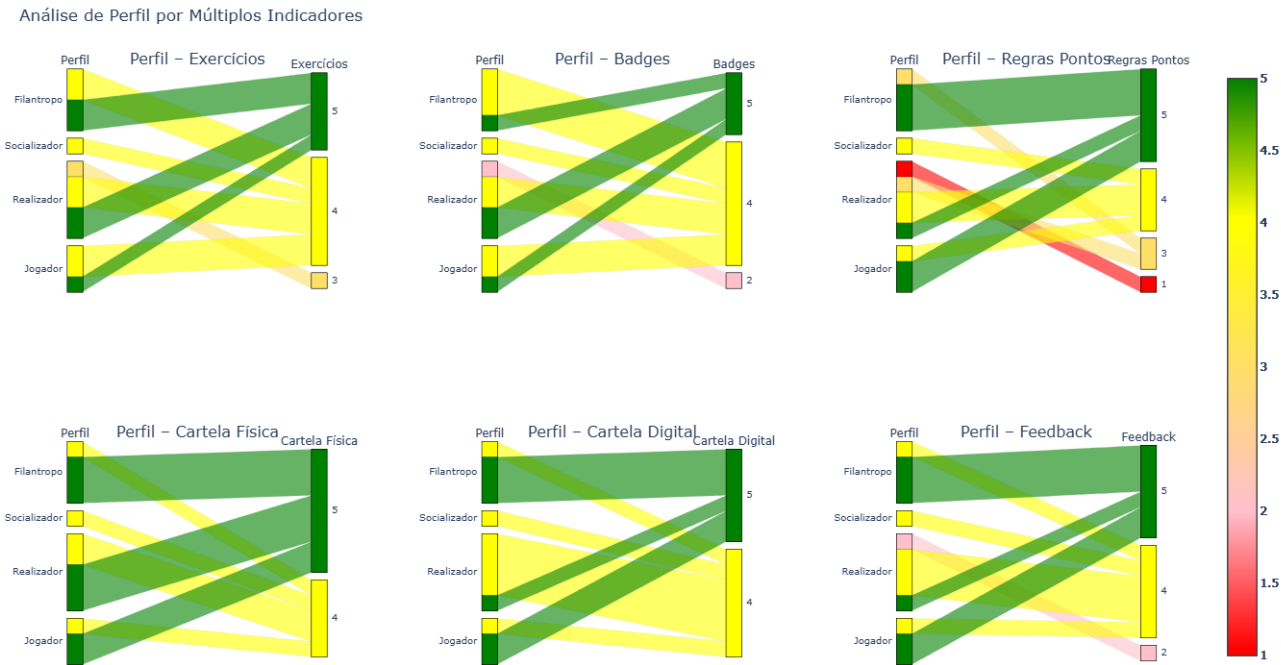 Análise de Perfil por Múltiplos Indicadores
Perfil – Exercícios
Perfil
Exercícios
Filantropo
Socializador
Realizador
Jogador
5
4
3
Perfil – Badges
Perfil
Badges
Filantropo
Socializador
Realizador
Jogador
5
4
2
Perfil – Regras Pontos
Perfil
Regras Pontos
Filantropo
Socializador
Realizador
Jogador
5
4
3
1
Perfil – Cartela Física
Perfil
Cartela Física
Filantropo
Socializador
Realizador
Jogador
5
4
Perfil – Cartela Digital
Perfil
Cartela Digital
Filantropo
Socializador
Realizador
Jogador
5
4
Perfil – Feedback
Perfil
Feedback
Filantropo
Socializador
Realizador
Jogador
5
4
2
5
4.5
4
3.5
3
2.5
2
1.5
1